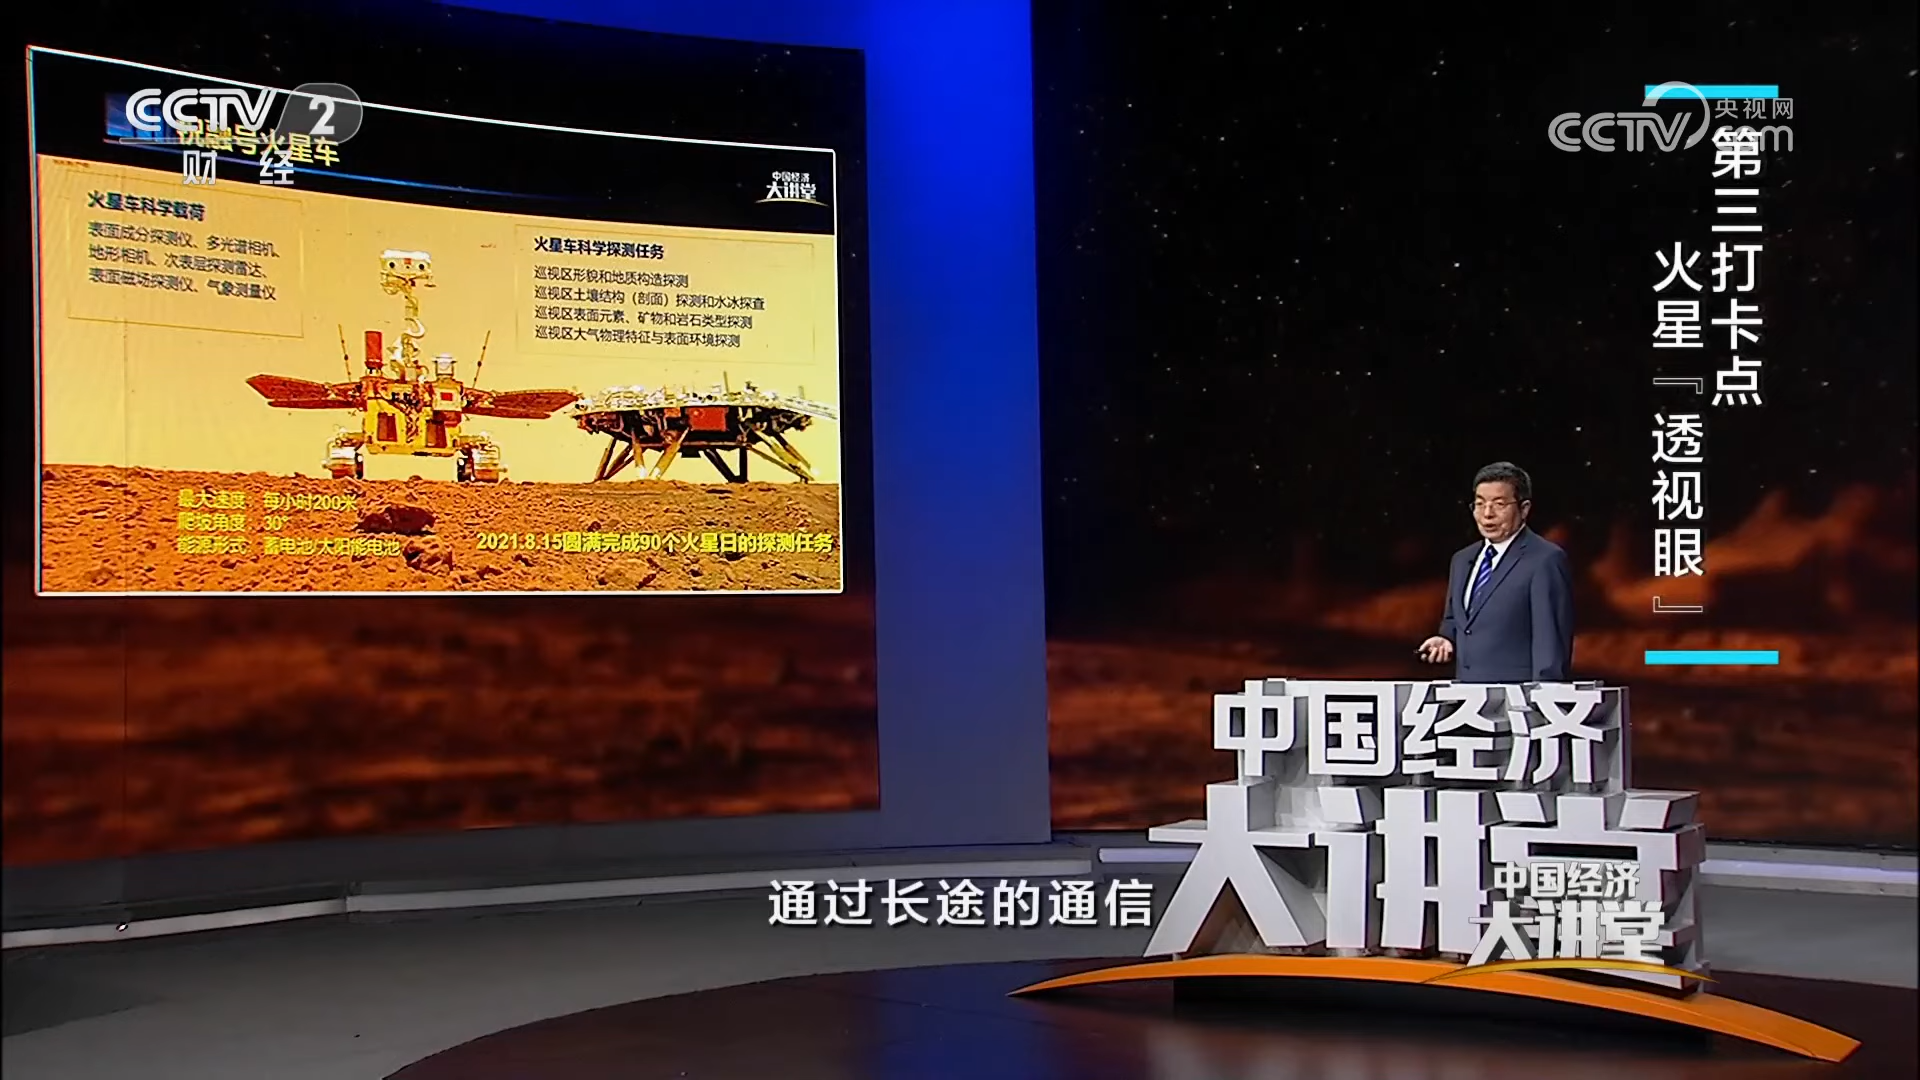 CCTV 2
财经
祝融号火星车
中国经济
大讲堂
火星车科学载荷
表面成分探测仪、多光谱相机、
地形相机、次表层探测雷达、
表面磁场探测仪、气象测量仪
火星车科学探测任务
巡视区形貌和地质构造探测
巡视区土壤结构（剖面）探测和水冰探查
巡视区表面元素、矿物和岩石类型探测
巡视区大气物理特征与表面环境探测
最大速度 每小时200米
爬坡角度 30°
能源形式 蓄电池/太阳能电池
2021.8.15圆满完成90个火星日的探测任务
CCTV.com
央视网
第三打卡点
火星『透视眼』
中国经济
大讲堂
中国经济
大讲堂
通过长途的通信